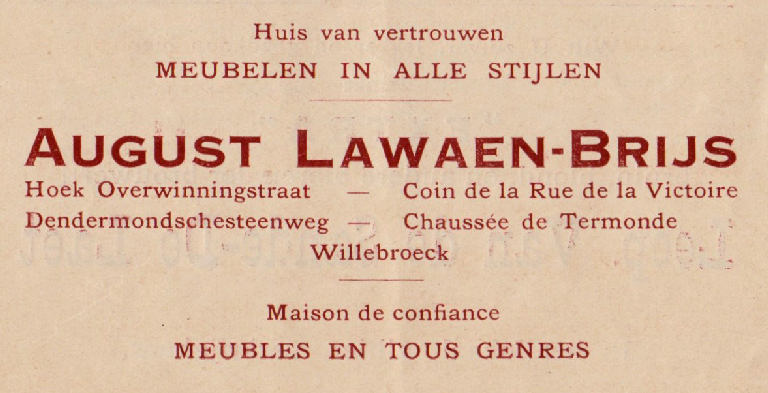 Huis van vertrouwen
MEUBELEN IN ALLE STIJLEN
AUGUST LAWAEN-BRIJS
Hoek Overwinningstraat — Coin de la Rue de la Victoire
Dendermondschesteenweg — Chaussée de Termonde
Willebroeck
Maison de confiance
MEUBLES EN TOUS GENRES